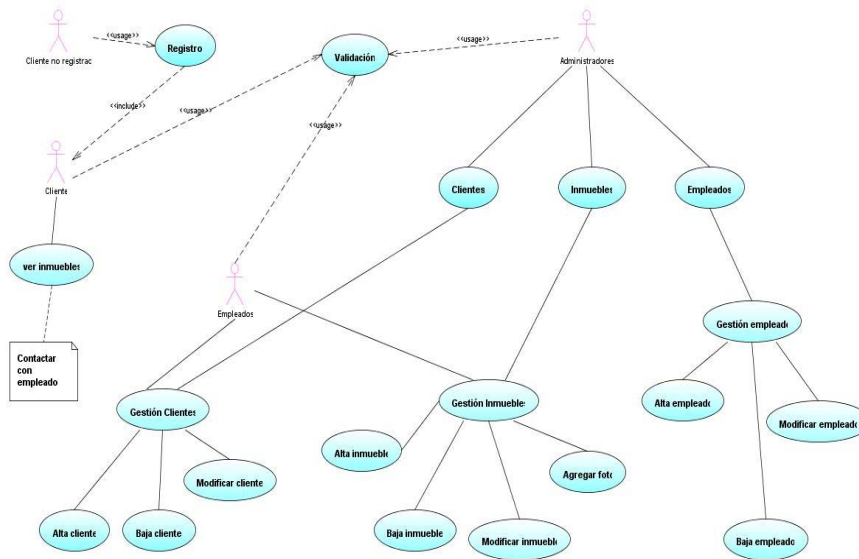 <<usage>>
<<usage>>
Registro
Validación
Cliente no registrac
Administradores
<<include>>
<<usage>>
<<usage>>
Cliente
Clientes
Inmuebles
Empleados
ver inmuebles
Empleados
Contactar
con
empleado
Gestión empleado
Gestión Clientes
Gestión Inmuebles
Alta empleado
Modificar empleado
Alta inmueble
Modificar cliente
Agregar foto
Alta cliente
Baja cliente
Baja inmueble
Modificar inmueble
Baja empleado